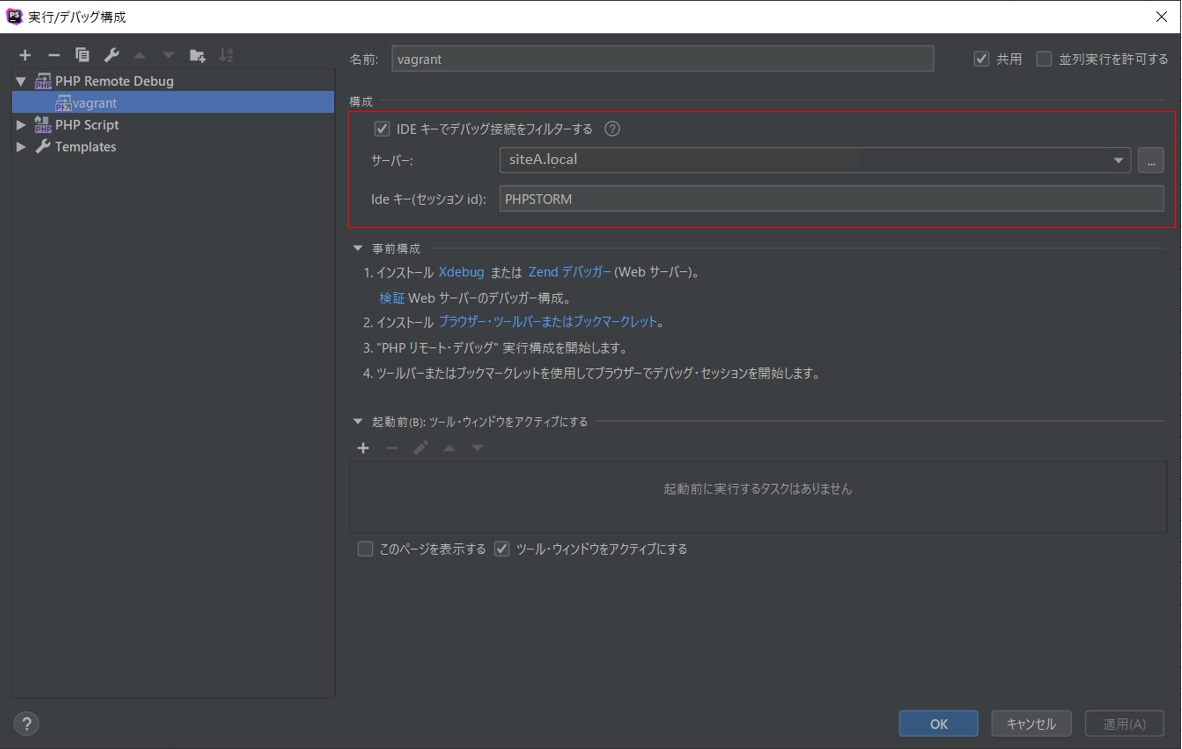 PS 実行/デバッグ構成
名前: vagrant 共用 並列実行を許可する
PHP Remote Debug
vagrant
PHP Script
Templates
構成
IDE キーでデバッグ接続をフィルターする ?
サーバー: siteA.local ...
Ide キー(セッション id): PHPSTORM
事前構成
1. インストール Xdebug または Zend デバッガー (Web サーバー)。
検証 Web サーバーのデバッガー構成。
2. インストール ブラウザー・ツールバーまたはブックマークレット。
3. "PHP リモート・デバッグ" 実行構成を開始します。
4. ツールバーまたはブックマークレットを使用してブラウザーでデバッグ・セッションを開始します。
起動前(B): ツール・ウィンドウをアクティブにする
起動前に実行するタスクはありません
このページを表示する ツール・ウィンドウをアクティブにする
? OK キャンセル 適用(A)